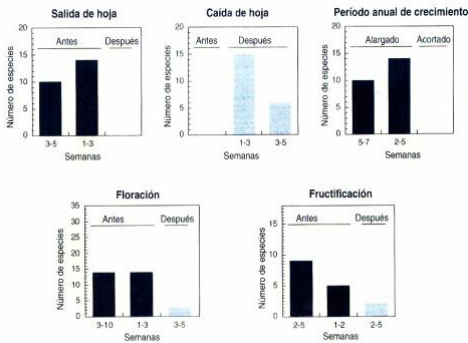 Salida de hoja
Antes Después
Número de especies
20
15
10
5
0
3-5 1-3
Semanas
Caída de hoja
Antes Después
Número de especies
20
15
10
5
0
1-3 3-5
Semanas
Período anual de crecimiento
Alargado Acortado
Número de especies
20
15
10
5
0
5-7 2-5
Semanas
Floración
Antes Después
Número de especies
35
30
25
20
15
10
5
0
3-10 1-3 3-5
Semanas
Fructificación
Antes Después
Número de especies
15
10
5
0
2-5 1-2 2-5
Semanas